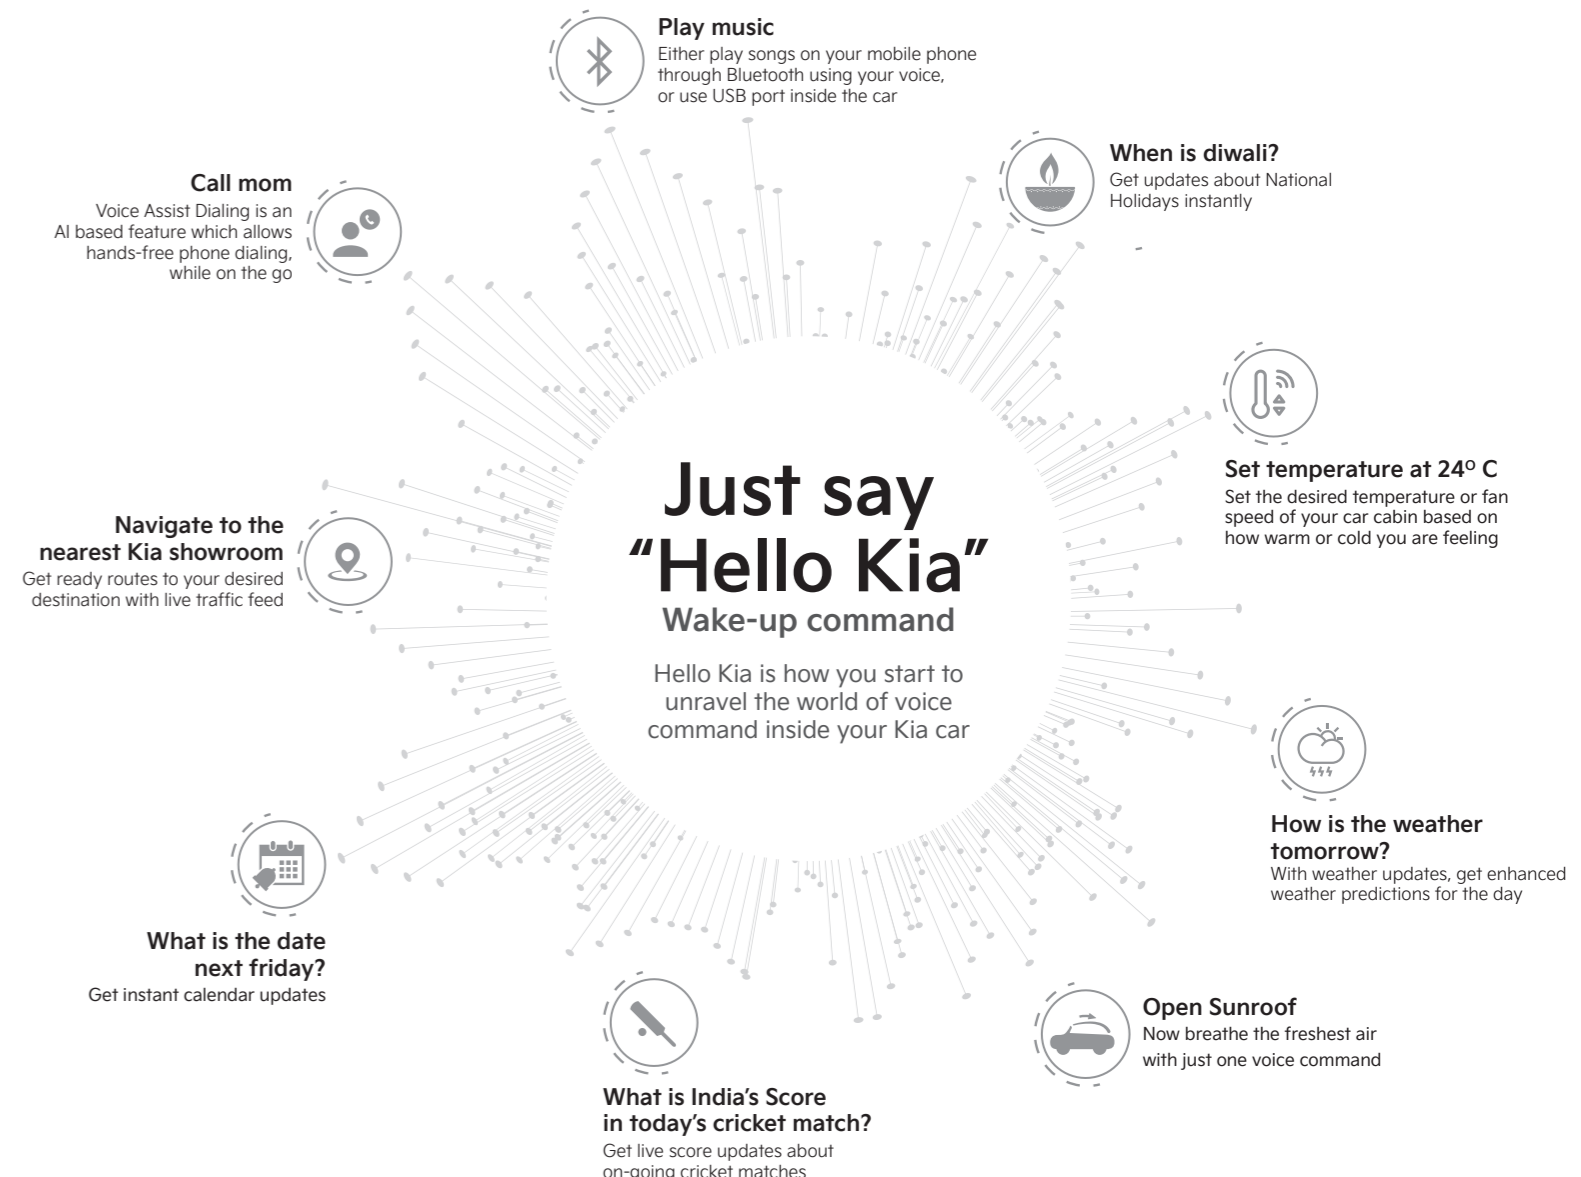 Play music
Either play songs on your mobile phone
through Bluetooth using your voice,
or use USB port inside the car
When is diwali?
Get updates about National
Holidays instantly
Call mom
Voice Assist Dialing is an
AI based feature which allows
hands-free phone dialing,
while on the go
Set temperature at 24º C
Set the desired temperature or fan
speed of your car cabin based on
how warm or cold you are feeling
Just say
“Hello Kia”
Wake-up command
Hello Kia is how you start to
unravel the world of voice
command inside your Kia car
Navigate to the
nearest Kia showroom
Get ready routes to your desired
destination with live traffic feed
How is the weather
tomorrow?
With weather updates, get enhanced
weather predictions for the day
What is the date
next friday?
Get instant calendar updates
Open Sunroof
Now breathe the freshest air
with just one voice command
What is India’s Score
in today’s cricket match?
Get live score updates about
on-going cricket matches